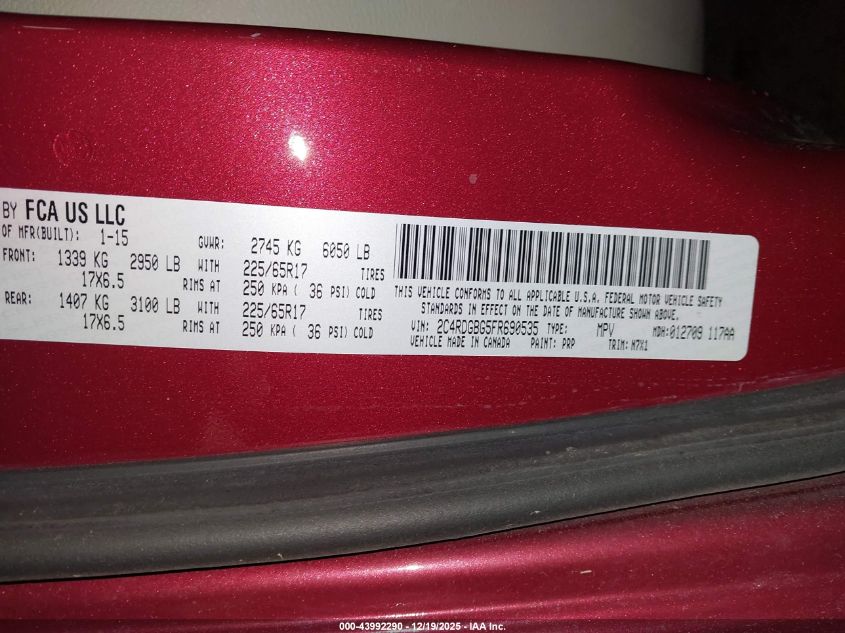 BY FCA US LLC
OF MFR(BUILT): 1-15 GVWR: 2745 KG 6050 LB
FRONT: 1339 KG 2950 LB WITH 225/65R17 TIRES
17X6.5 RIMS AT 250 KPA ( 36 PSI) COLD
REAR: 1407 KG 3100 LB WITH 225/65R17 TIRES
17X6.5 RIMS AT 250 KPA ( 36 PSI) COLD
THIS VEHICLE CONFORMS TO ALL APPLICABLE U.S.A. FEDERAL MOTOR VEHICLE SAFETY
STANDARDS IN EFFECT ON THE DATE OF MANUFACTURE SHOWN ABOVE.
VIN: 2C4RDGBG5FR690535 TYPE: MPV MDH:012709 117AA
VEHICLE MADE IN CANADA PAINT: PRP TRIM: M7X1
000-43992290 - 12/19/2025 - IAA Inc.